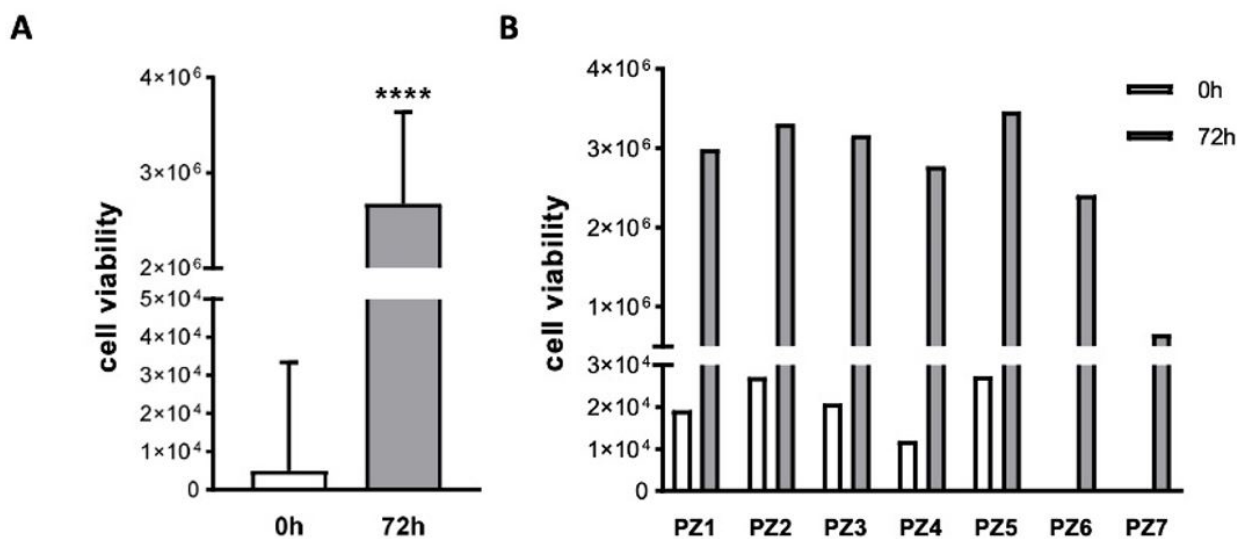 A
cell viability
4×10⁶
3×10⁶
2×10⁶
5×10⁴
4×10⁴
3×10⁴
2×10⁴
1×10⁴
0
****
0h
72h
B
cell viability
4×10⁶
3×10⁶
2×10⁶
1×10⁶
3×10⁴
2×10⁴
1×10⁴
0
PZ1 PZ2 PZ3 PZ4 PZ5 PZ6 PZ7
0h
72h